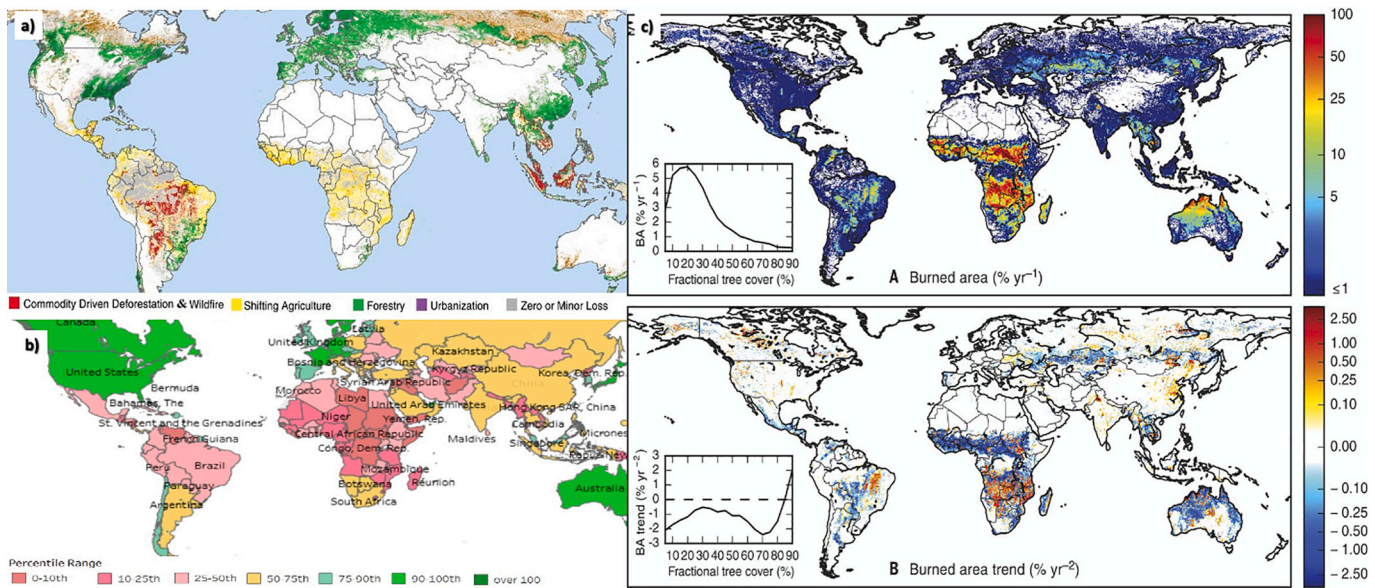 a)
Commodity Driven Deforestation & Wildfire Shifting Agriculture Forestry Urbanization Zero or Minor Loss
b)
Canada
Latvia
United Kingdom
Kazakhstan
Bosnia and Herzegovina
United States
Kyrgyz Republic
Korea, Dem. Rep.
Syrian Arab Republic
China
Bermuda
Morocco
Bahamas, The
Libya
United Arab Emirates
Hong Kong SAR, China
Niger
Yemen, Rep.
St. Vincent and the Grenadines
Cambodia
Central African Republic
Maldives
Micrones
French Guiana
Singapore
Congo, Dem. Rep.
Papua New
Peru
Brazil
Mozambique
Réunion
Paraguay
Botswana
Australia
Argentina
South Africa
Percentile Range
0-10th 10-25th 25-50th 50-75th 75-90th 90-100th over 100
c)
BA (% yr⁻¹)
6
5
4
3
2
1
0
10 20 30 40 50 60 70 80 90
Fractional tree cover (%)
A Burned area (% yr⁻¹)
100
50
20
10
5
≤1
BA trend (% yr⁻²)
3
2
1
0
-1
-2
-3
10 20 30 40 50 60 70 80 90
Fractional tree cover (%)
B Burned area trend (% yr⁻²)
2.50
1.00
0.50
0.25
0.10
0.00
-0.10
-0.25
-0.50
-1.00
-2.50